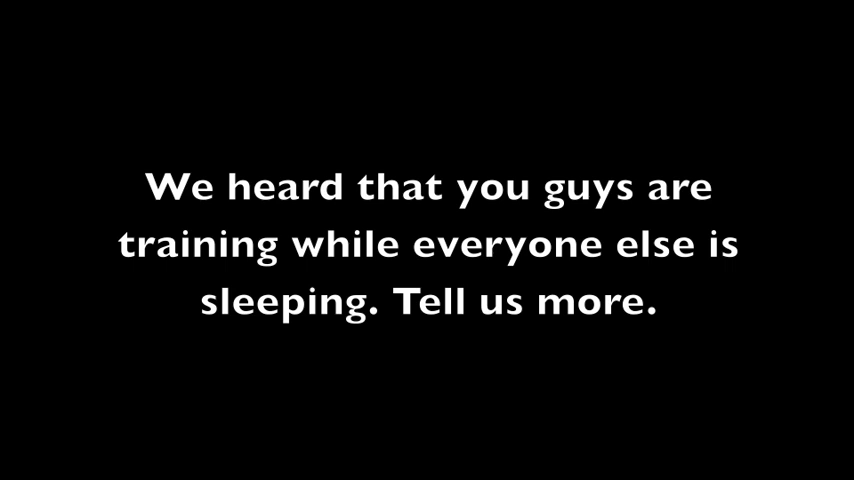 We heard that you guys are
training while everyone else is
sleeping. Tell us more.